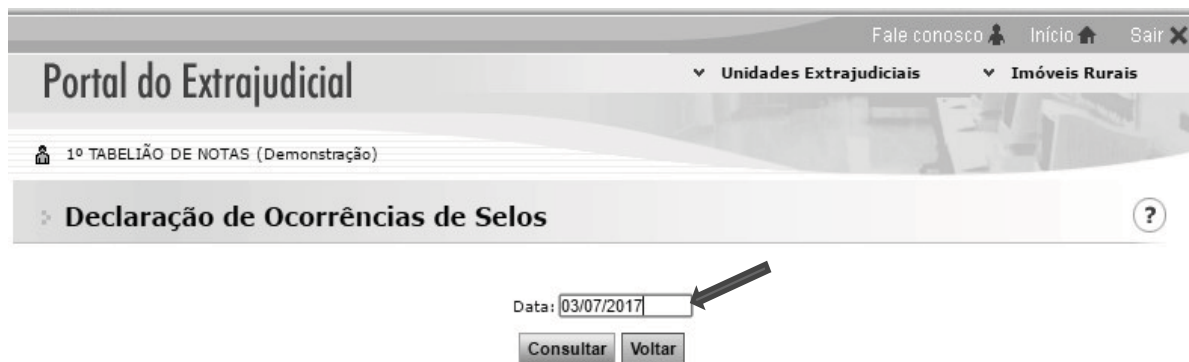 Fale conosco Início Sair
Portal do Extrajudicial
Unidades Extrajudiciais Imóveis Rurais
1º TABELIÃO DE NOTAS (Demonstração)
Declaração de Ocorrências de Selos ?
Data: 03/07/2017
Consultar Voltar